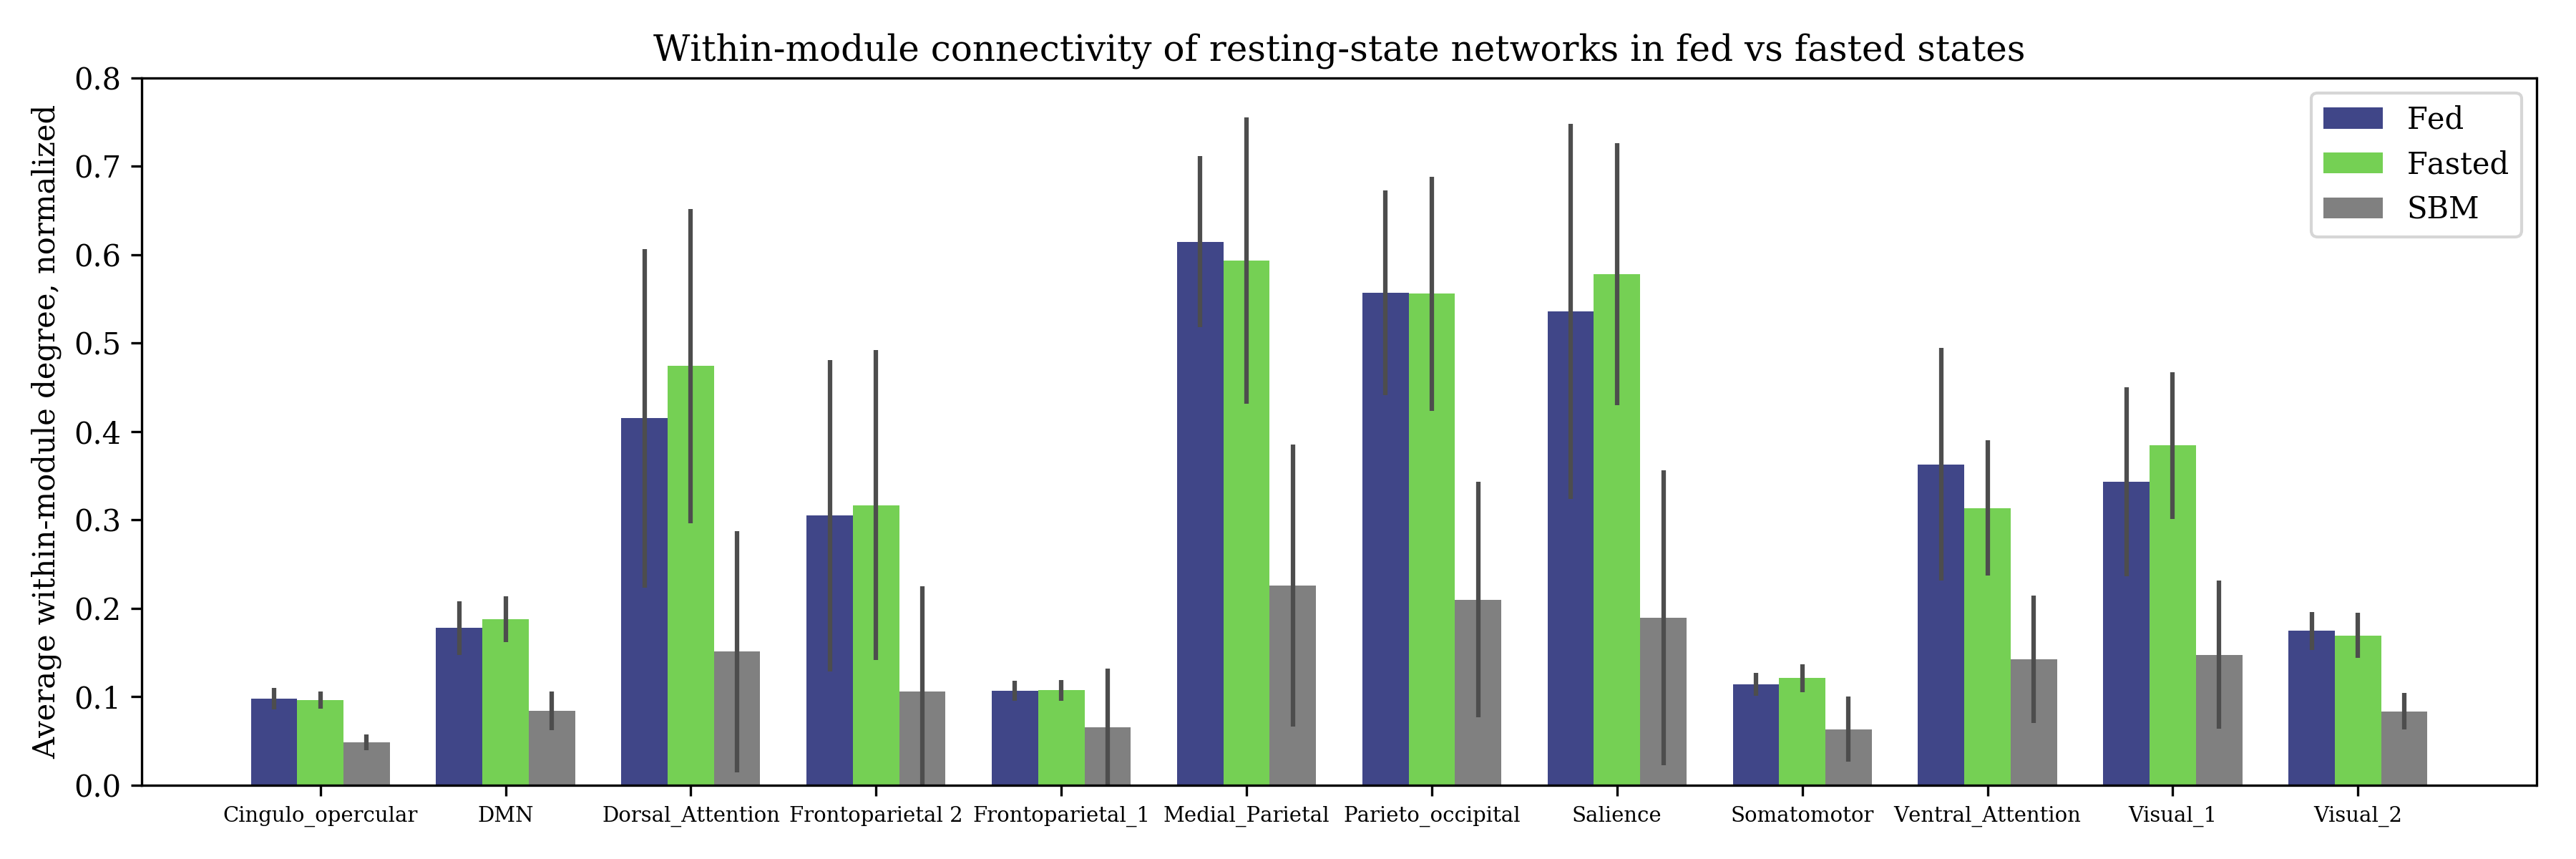 Within-module connectivity of resting-state networks in fed vs fasted states
Average within-module degree, normalized
0.8
0.7
0.6
0.5
0.4
0.3
0.2
0.1
0.0
Fed
Fasted
SBM
Cingulo_opercular DMN Dorsal_Attention Frontoparietal 2 Frontoparietal_1 Medial_Parietal Parieto_occipital Salience Somatomotor Ventral_Attention Visual_1 Visual_2